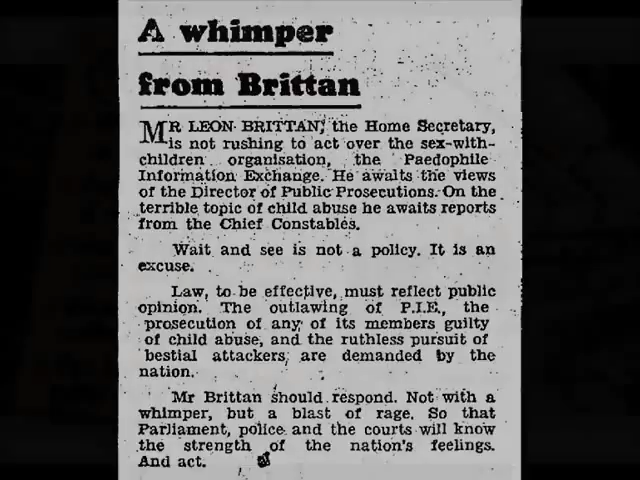 A whimper
from Brittan
MR LEON BRITTAN, the Home Secretary,
is not rushing to act over the sex-with-
children organisation, the Paedophile
Information Exchange. He awaits the views
of the Director of Public Prosecutions. On the
terrible topic of child abuse he awaits reports
from the Chief Constables.
Wait and see is not a policy. It is an
excuse.
Law, to be effective, must reflect public
opinion. The outlawing of P.I.E., the
prosecution of any of its members guilty
of child abuse, and the ruthless pursuit of
bestial attackers, are demanded by the
nation.
Mr Brittan should respond. Not with a
whimper, but a blast of rage. So that
Parliament, police and the courts will know
the strength of the nation's feelings.
And act.